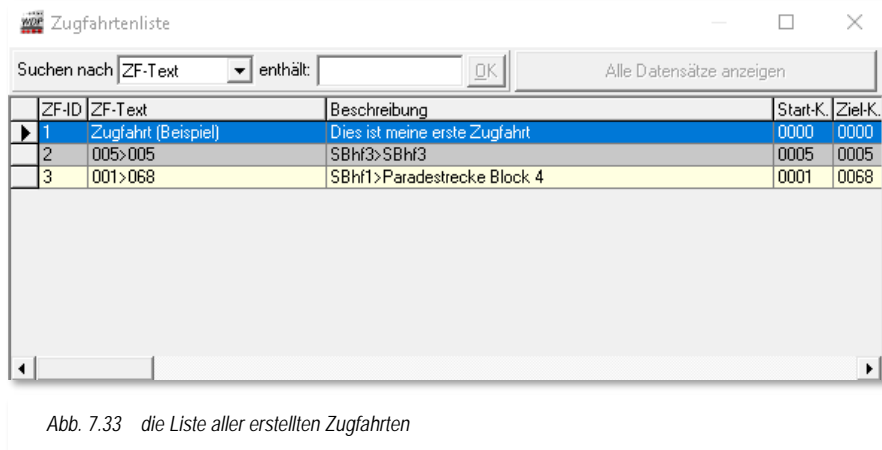 WDP Zugfahrtenliste
Suchen nach ZF-Text enthält: OK Alle Datensätze anzeigen
ZF-ID ZF-Text Beschreibung Start-K. Ziel-K.
1 Zugfahrt (Beispiel) Dies ist meine erste Zugfahrt 0000 0000
2 005>005 SBhf3>SBhf3 0005 0005
3 001>068 SBhf1>Paradestrecke Block 4 0001 0068
Abb. 7.33 die Liste aller erstellten Zugfahrten